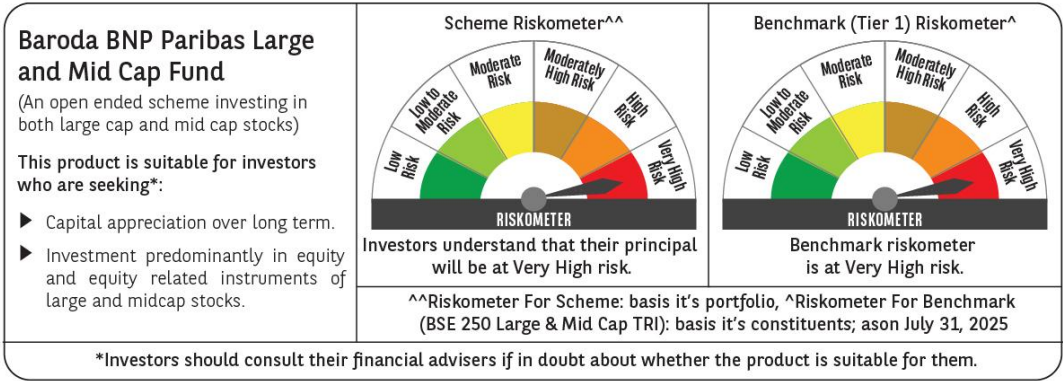 Baroda BNP Paribas Large
and Mid Cap Fund
(An open ended scheme investing in
both large cap and mid cap stocks)
This product is suitable for investors
who are seeking*:
Capital appreciation over long term.
Investment predominantly in equity
and equity related instruments of
large and midcap stocks.
Scheme Riskometer^^
Low
Risk
Low to
Moderate
Risk
Moderate
Risk
Moderately
High Risk
High
Risk
Very High
Risk
RISKOMETER
Investors understand that their principal
will be at Very High risk.
Benchmark (Tier 1) Riskometer^
Low
Risk
Low to
Moderate
Risk
Moderate
Risk
Moderately
High Risk
High
Risk
Very High
Risk
RISKOMETER
Benchmark riskometer
is at Very High risk.
^^Riskometer For Scheme: basis it's portfolio, ^Riskometer For Benchmark
(BSE 250 Large & Mid Cap TRI): basis it's constituents; ason July 31, 2025
*Investors should consult their financial advisers if in doubt about whether the product is suitable for them.